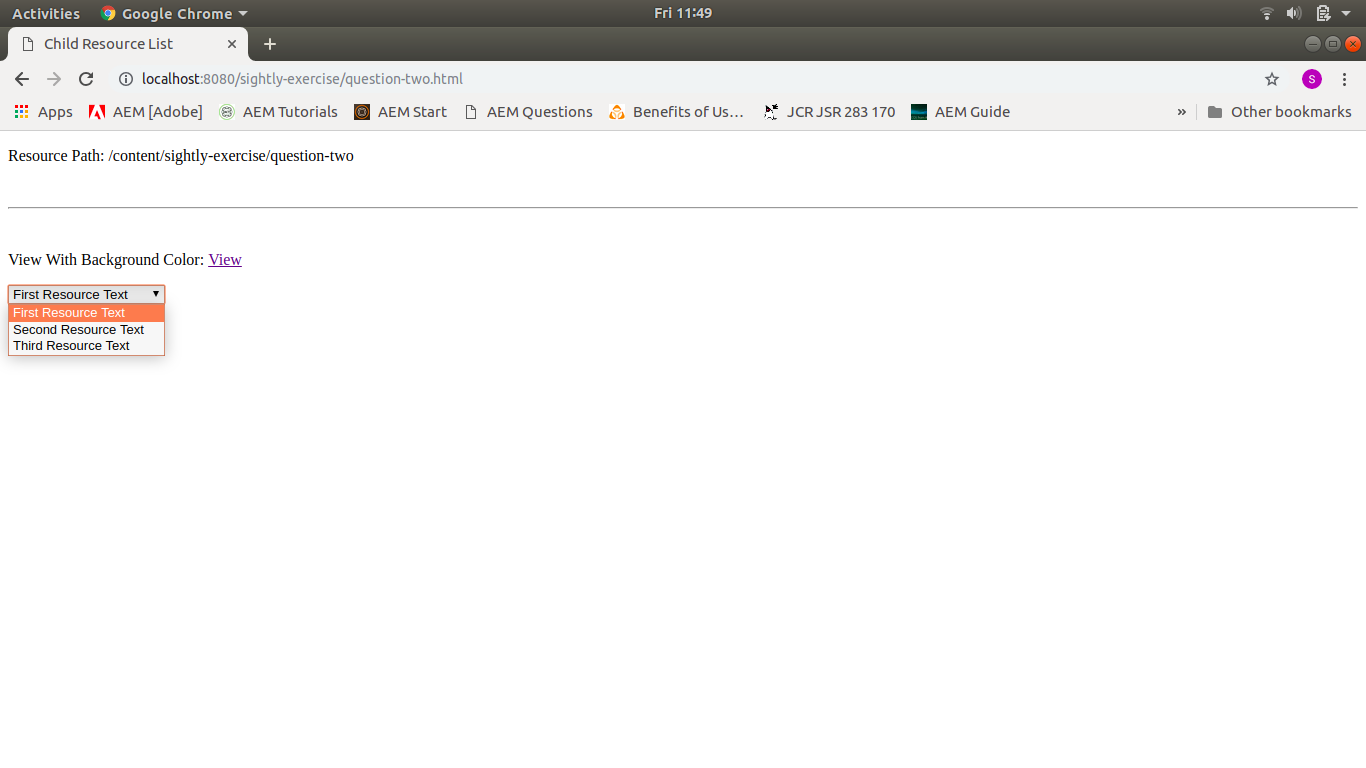 Activities Google Chrome Fri 11:49
Child Resource List
localhost:8080/sightly-exercise/question-two.html S
Apps AEM [Adobe] AEM Tutorials AEM Start AEM Questions Benefits of Us... JCR JSR 283 170 AEM Guide » Other bookmarks
Resource Path: /content/sightly-exercise/question-two
View With Background Color: View
First Resource Text
First Resource Text
Second Resource Text
Third Resource Text